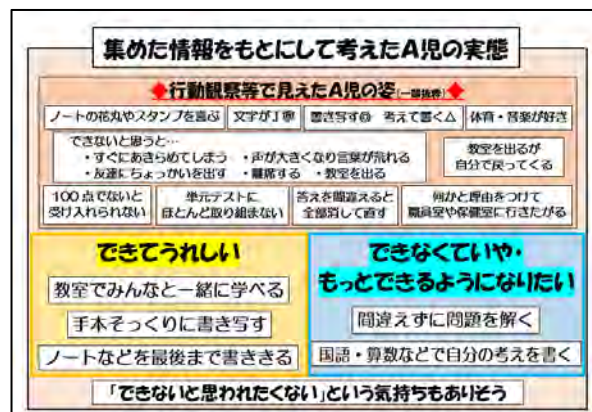 集めた情報をもとにして考えたA児の実態
◆行動観察等で見えたA児の姿(一部抜粋)◆
ノートの花丸やスタンプを喜ぶ
文字が丁寧
書き写す◎ 考えて書く△
体育・音楽が好き
できないと思うと…
・すぐにあきらめてしまう ・声が大きくなり言葉が荒れる
・友達にちょっかいを出す ・離席する ・教室を出る
教室を出るが
自分で戻ってくる
100点でないと
受け入れられない
単元テストに
ほとんど取り組まない
答えを間違えると
全部消して直す
何かと理由をつけて
職員室や保健室に行きたがる
できてうれしい
教室でみんなと一緒に学べる
手本そっくりに書き写す
ノートなどを最後まで書ききる
できなくていや・
もっとできるようになりたい
間違えずに問題を解く
国語・算数などで自分の考えを書く
「できないと思われたくない」という気持ちもありそう